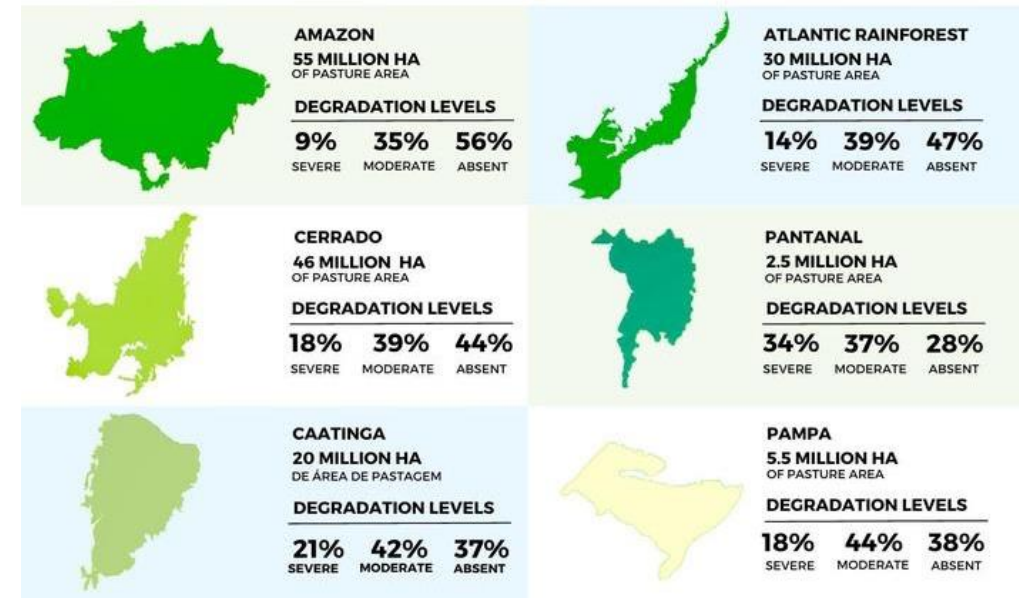 AMAZON
55 MILLION HA
OF PASTURE AREA
DEGRADATION LEVELS
9% 35% 56%
SEVERE MODERATE ABSENT
ATLANTIC RAINFOREST
30 MILLION HA
OF PASTURE AREA
DEGRADATION LEVELS
14% 39% 47%
SEVERE MODERATE ABSENT
CERRADO
46 MILLION HA
OF PASTURE AREA
DEGRADATION LEVELS
18% 39% 44%
SEVERE MODERATE ABSENT
PANTANAL
2.5 MILLION HA
OF PASTURE AREA
DEGRADATION LEVELS
34% 37% 28%
SEVERE MODERATE ABSENT
CAATINGA
20 MILLION HA
DE ÁREA DE PASTAGEM
DEGRADATION LEVELS
21% 42% 37%
SEVERE MODERATE ABSENT
PAMPA
5.5 MILLION HA
OF PASTURE AREA
DEGRADATION LEVELS
18% 44% 38%
SEVERE MODERATE ABSENT